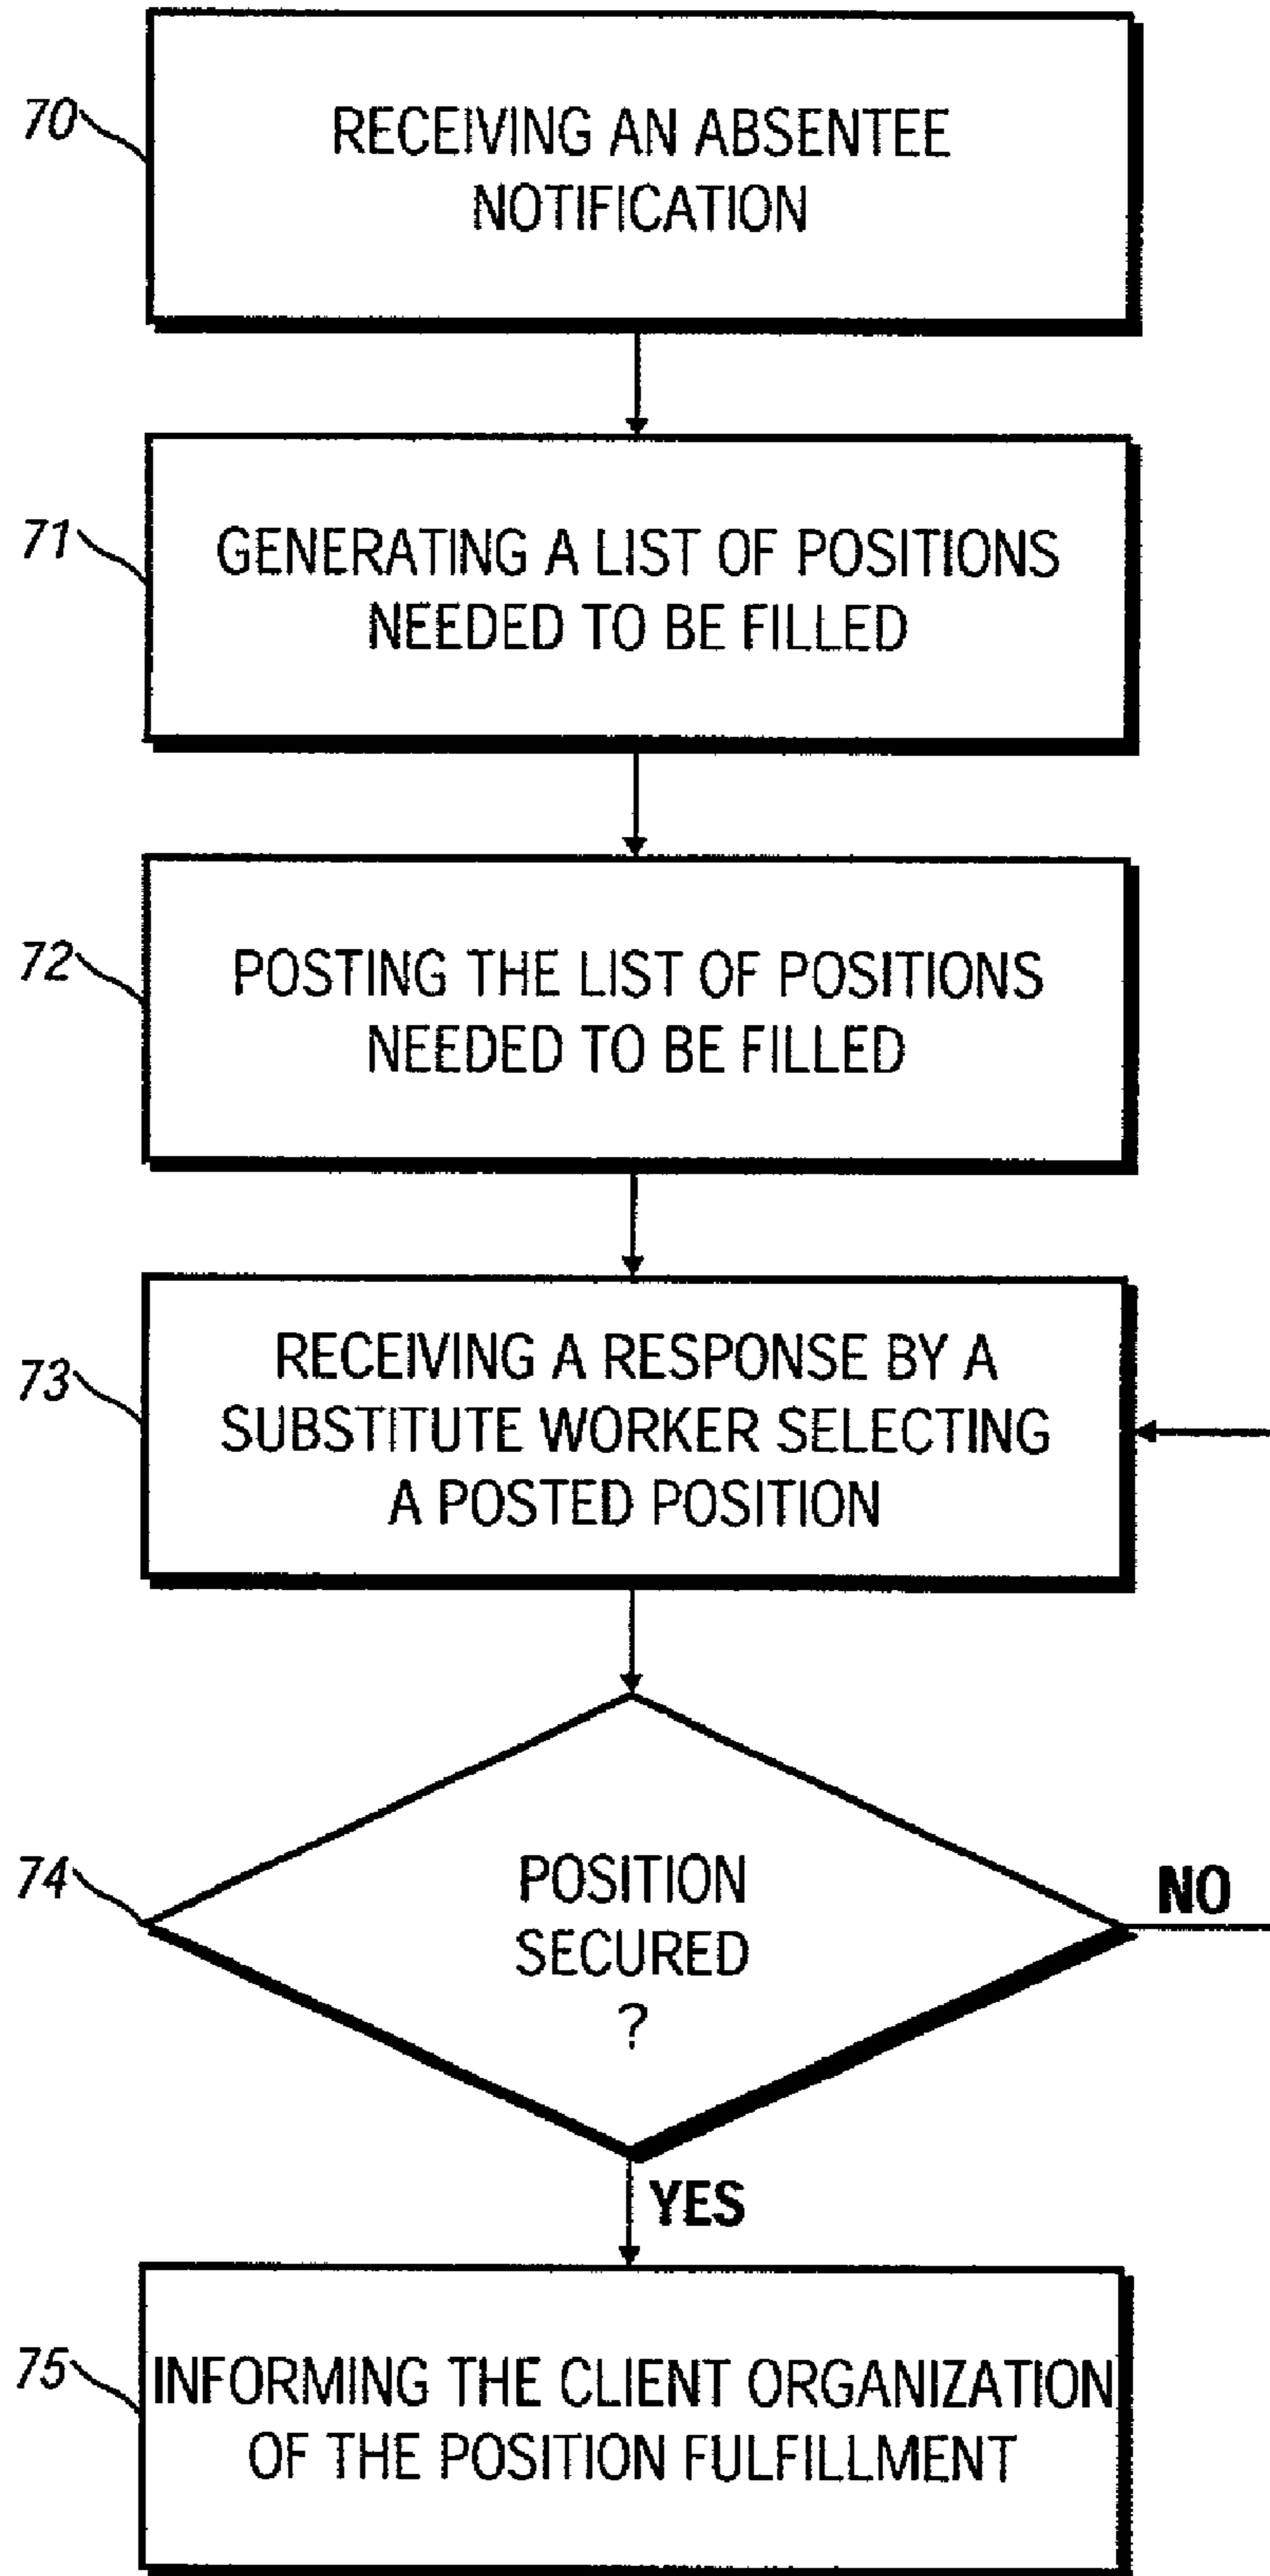 70
RECEIVING AN ABSENTEE
NOTIFICATION
71
GENERATING A LIST OF POSITIONS
NEEDED TO BE FILLED
72
POSTING THE LIST OF POSITIONS
NEEDED TO BE FILLED
73
RECEIVING A RESPONSE BY A
SUBSTITUTE WORKER SELECTING
A POSTED POSITION
74
POSITION
SECURED
?
NO
YES
75
INFORMING THE CLIENT ORGANIZATION
OF THE POSITION FULFILLMENT